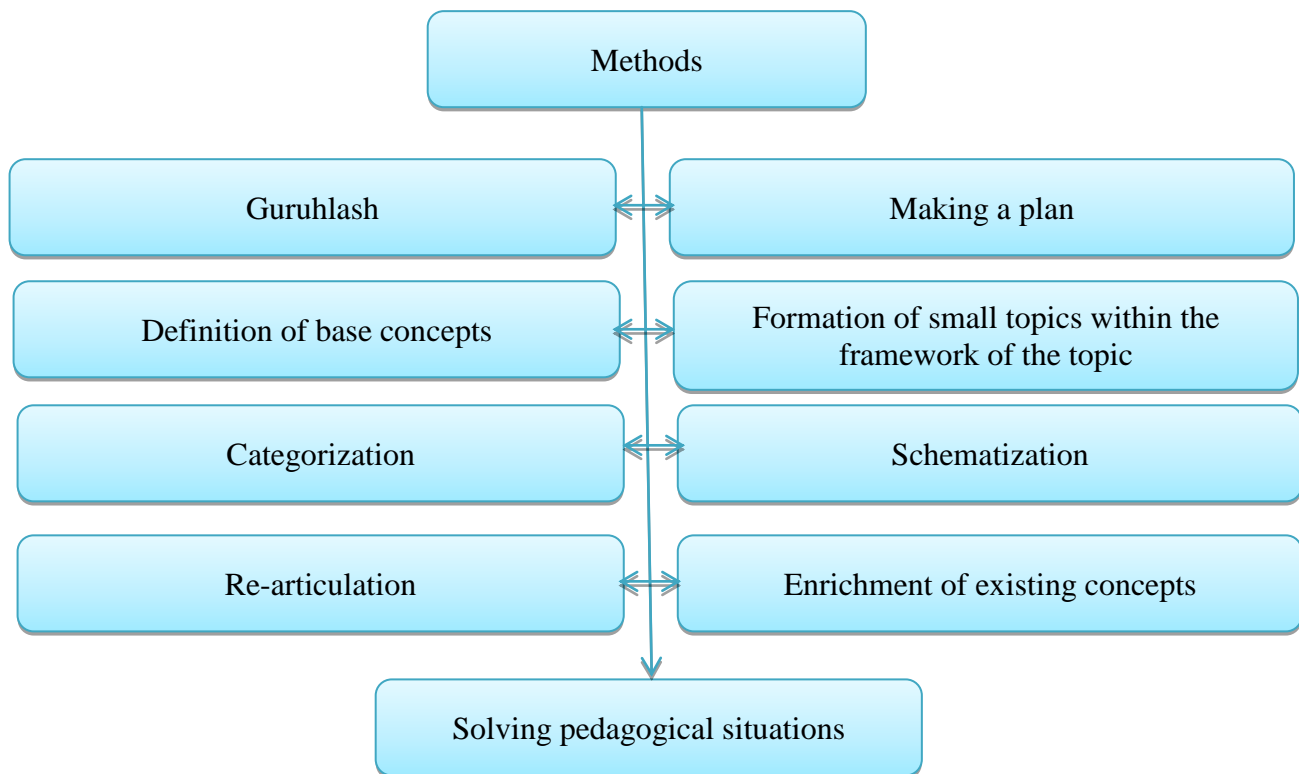 Methods
Guruhlash
Making a plan
Definition of base concepts
Formation of small topics within the
framework of the topic
Categorization
Schematization
Re-articulation
Enrichment of existing concepts
Solving pedagogical situations